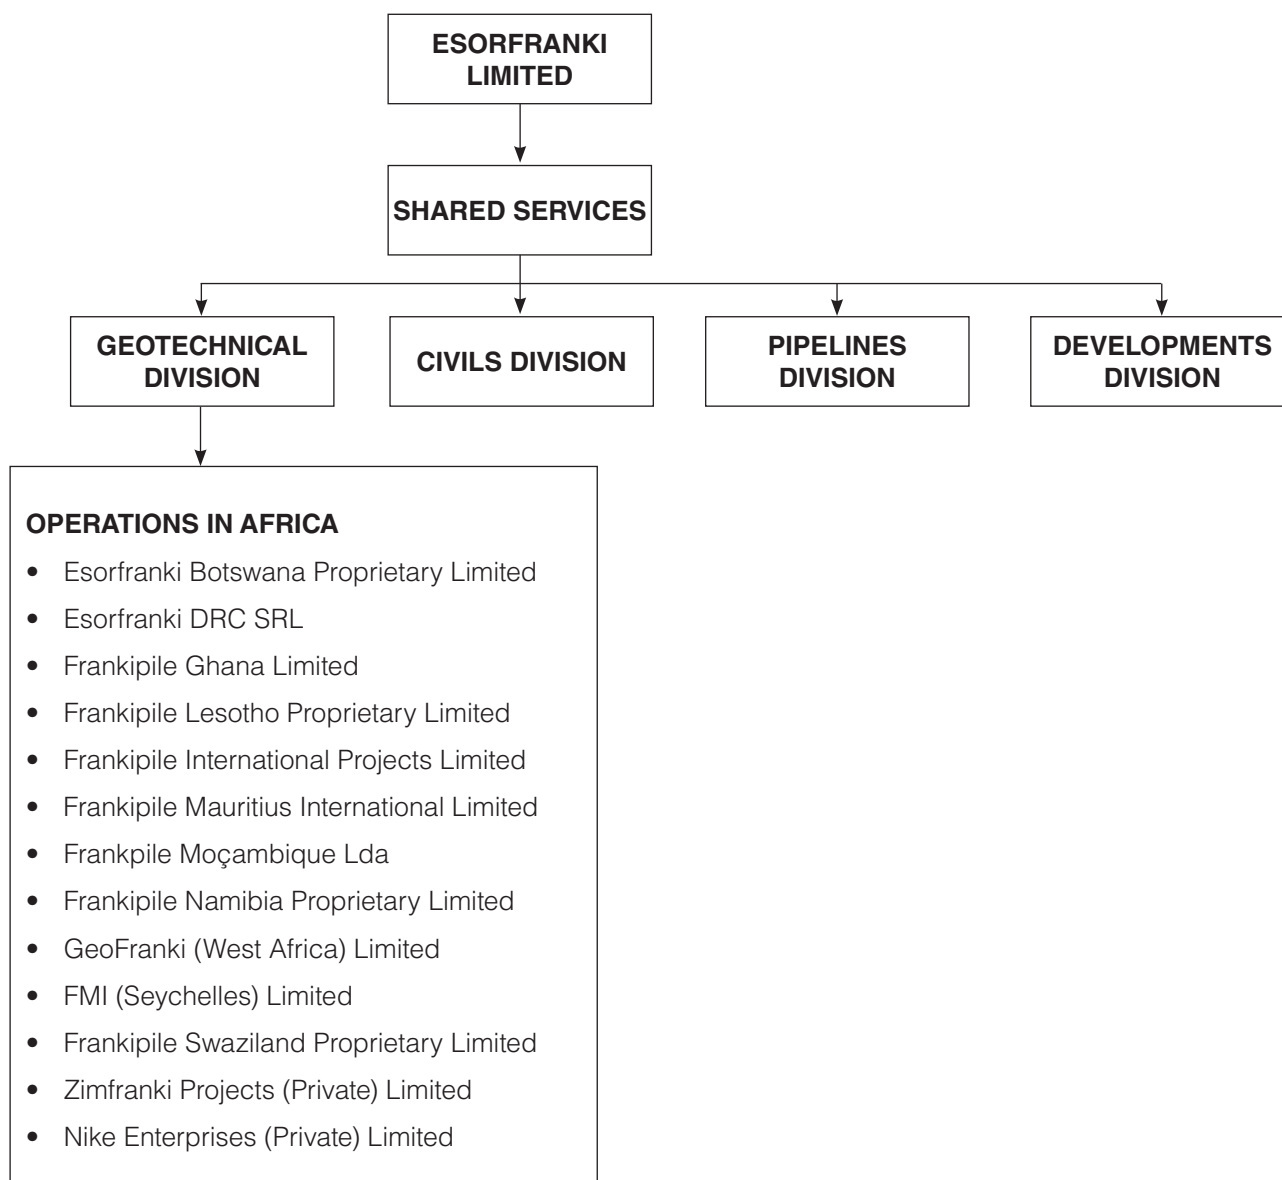 ESORFRANKI
LIMITED
SHARED SERVICES
GEOTECHNICAL
DIVISION
CIVILS DIVISION
PIPELINES
DIVISION
DEVELOPMENTS
DIVISION
OPERATIONS IN AFRICA
• Esorfranki Botswana Proprietary Limited
• Esorfranki DRC SRL
• Frankipile Ghana Limited
• Frankipile Lesotho Proprietary Limited
• Frankipile International Projects Limited
• Frankipile Mauritius International Limited
• Frankpile Moçambique Lda
• Frankipile Namibia Proprietary Limited
• GeoFranki (West Africa) Limited
• FMI (Seychelles) Limited
• Frankipile Swaziland Proprietary Limited
• Zimfranki Projects (Private) Limited
• Nike Enterprises (Private) Limited